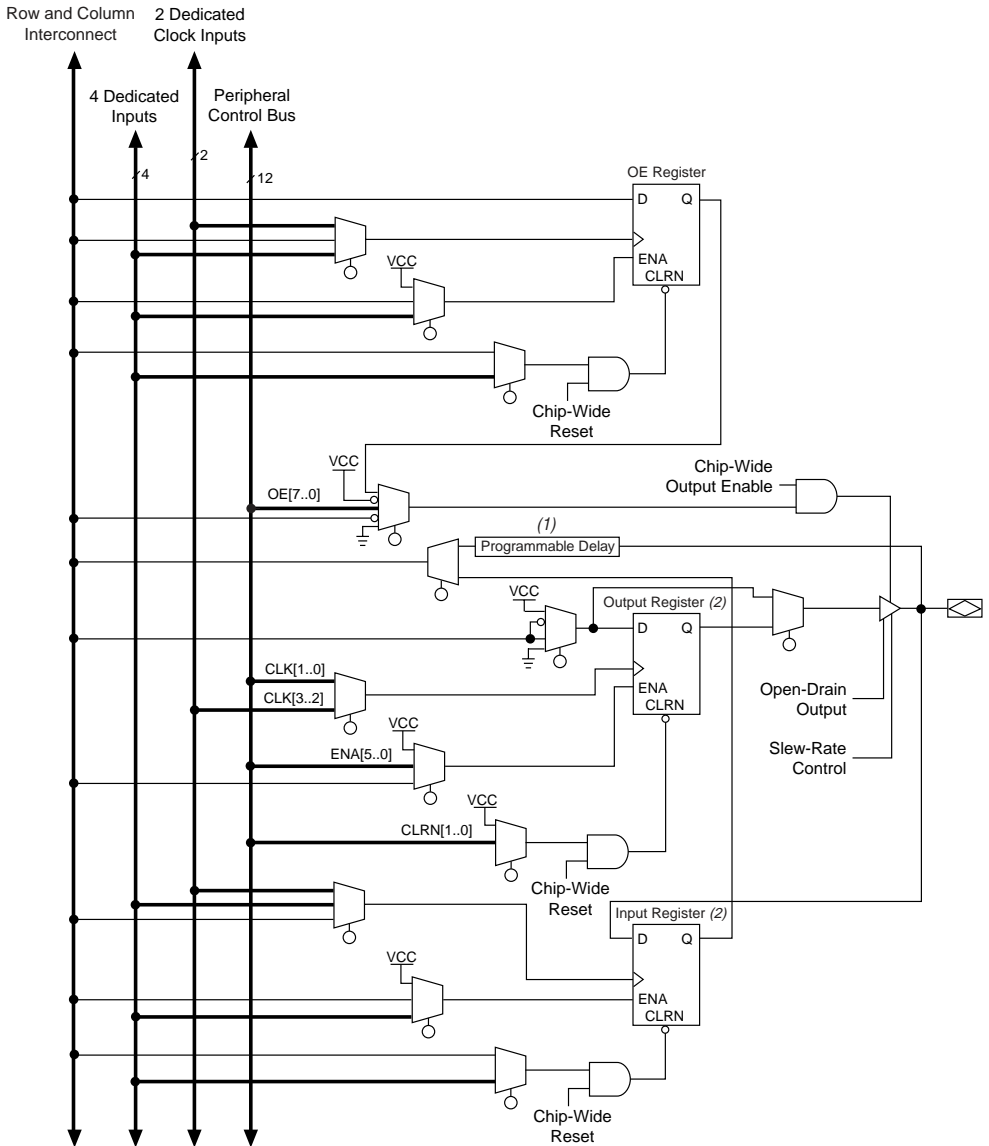 Row and Column
Interconnect
2 Dedicated
Clock Inputs
4 Dedicated
Inputs
Peripheral
Control Bus
2
4
12
OE Register
D Q
ENA
CLRN
VCC
Chip-Wide
Reset
VCC
OE[7..0]
Chip-Wide
Output Enable
(1)
Programmable Delay
VCC
Output Register (2)
D Q
ENA
CLRN
CLK[1..0]
CLK[3..2]
Open-Drain
Output
VCC
ENA[5..0]
Slew-Rate
Control
VCC
CLRN[1..0]
Chip-Wide
Reset
Input Register (2)
D Q
ENA
CLRN
VCC
Chip-Wide
Reset